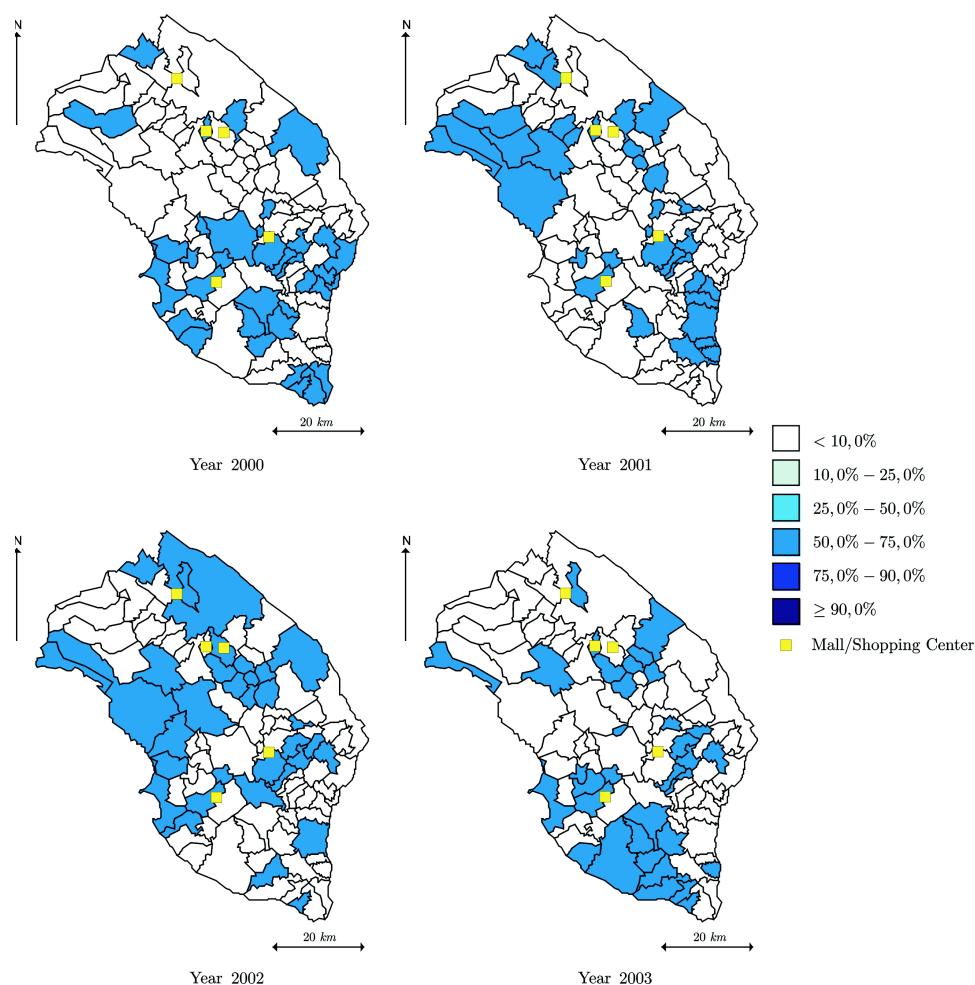 N
N
20 km
20 km
Year 2000
Year 2001
< 10, 0%
10, 0% − 25, 0%
25, 0% − 50, 0%
50, 0% − 75, 0%
75, 0% − 90, 0%
≥ 90, 0%
Mall/Shopping Center
N
N
20 km
20 km
Year 2002
Year 2003